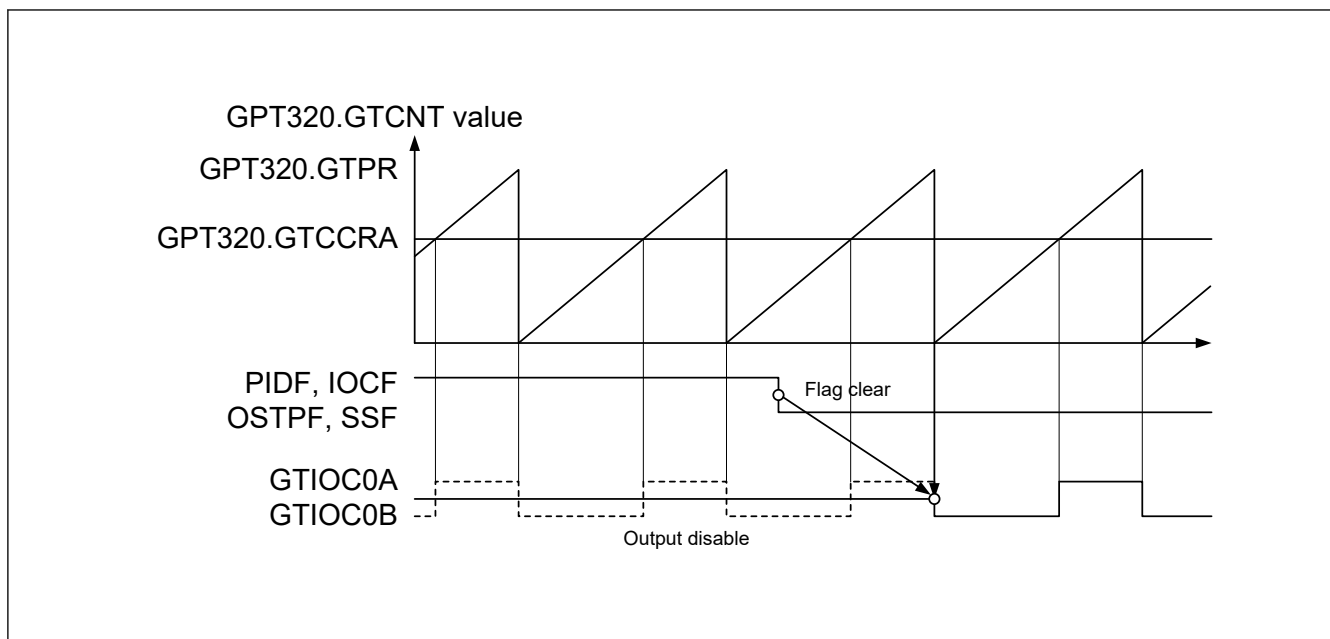 GPT320.GTCNT value
GPT320.GTPR
GPT320.GTCCRA
PIDF, IOCF
Flag clear
OSTPF, SSF
GTIOC0A
GTIOC0B
Output disable